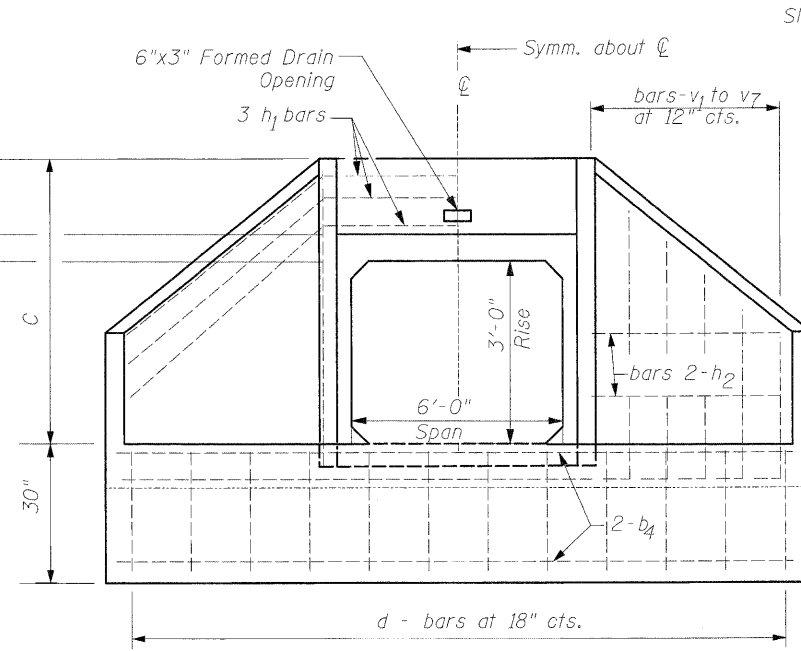 Sl
6"x3" Formed Drain
Opening
Symm. about ℄
℄
3 h1 bars
bars-v1 to v7
at 12" cts.
C
3'-0"
Rise
bars 2-h2
6'-0"
Span
30"
2-b4
d - bars at 18" cts.